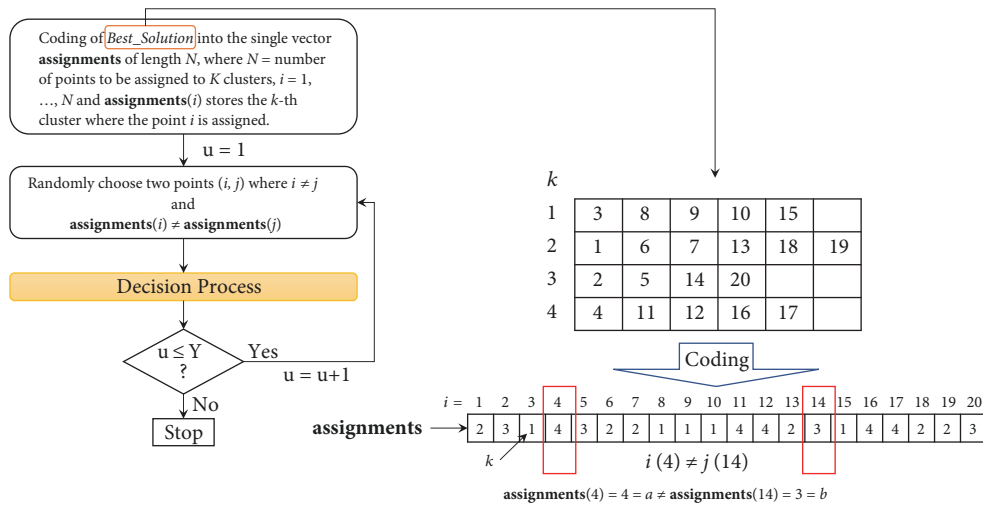 Coding of Best_Solution into the single vector
assignments of length N, where N = number
of points to be assigned to K clusters, i = 1,
..., N and assignments(i) stores the k-th
cluster where the point i is assigned.
u = 1
Randomly choose two points (i, j) where i ≠ j
and
assignments(i) ≠ assignments(j)
Decision Process
u ≤ Y
?
Yes
u = u+1
No
Stop
k
1 3 8 9 10 15
2 1 6 7 13 18 19
3 2 5 14 20
4 4 11 12 16 17
Coding
i = 1 2 3 4 5 6 7 8 9 10 11 12 13 14 15 16 17 18 19 20
assignments 2 3 1 4 3 2 2 1 1 1 4 4 2 3 1 4 4 2 2 3
k
i (4) ≠ j (14)
assignments(4) = 4 = a ≠ assignments(14) = 3 = b